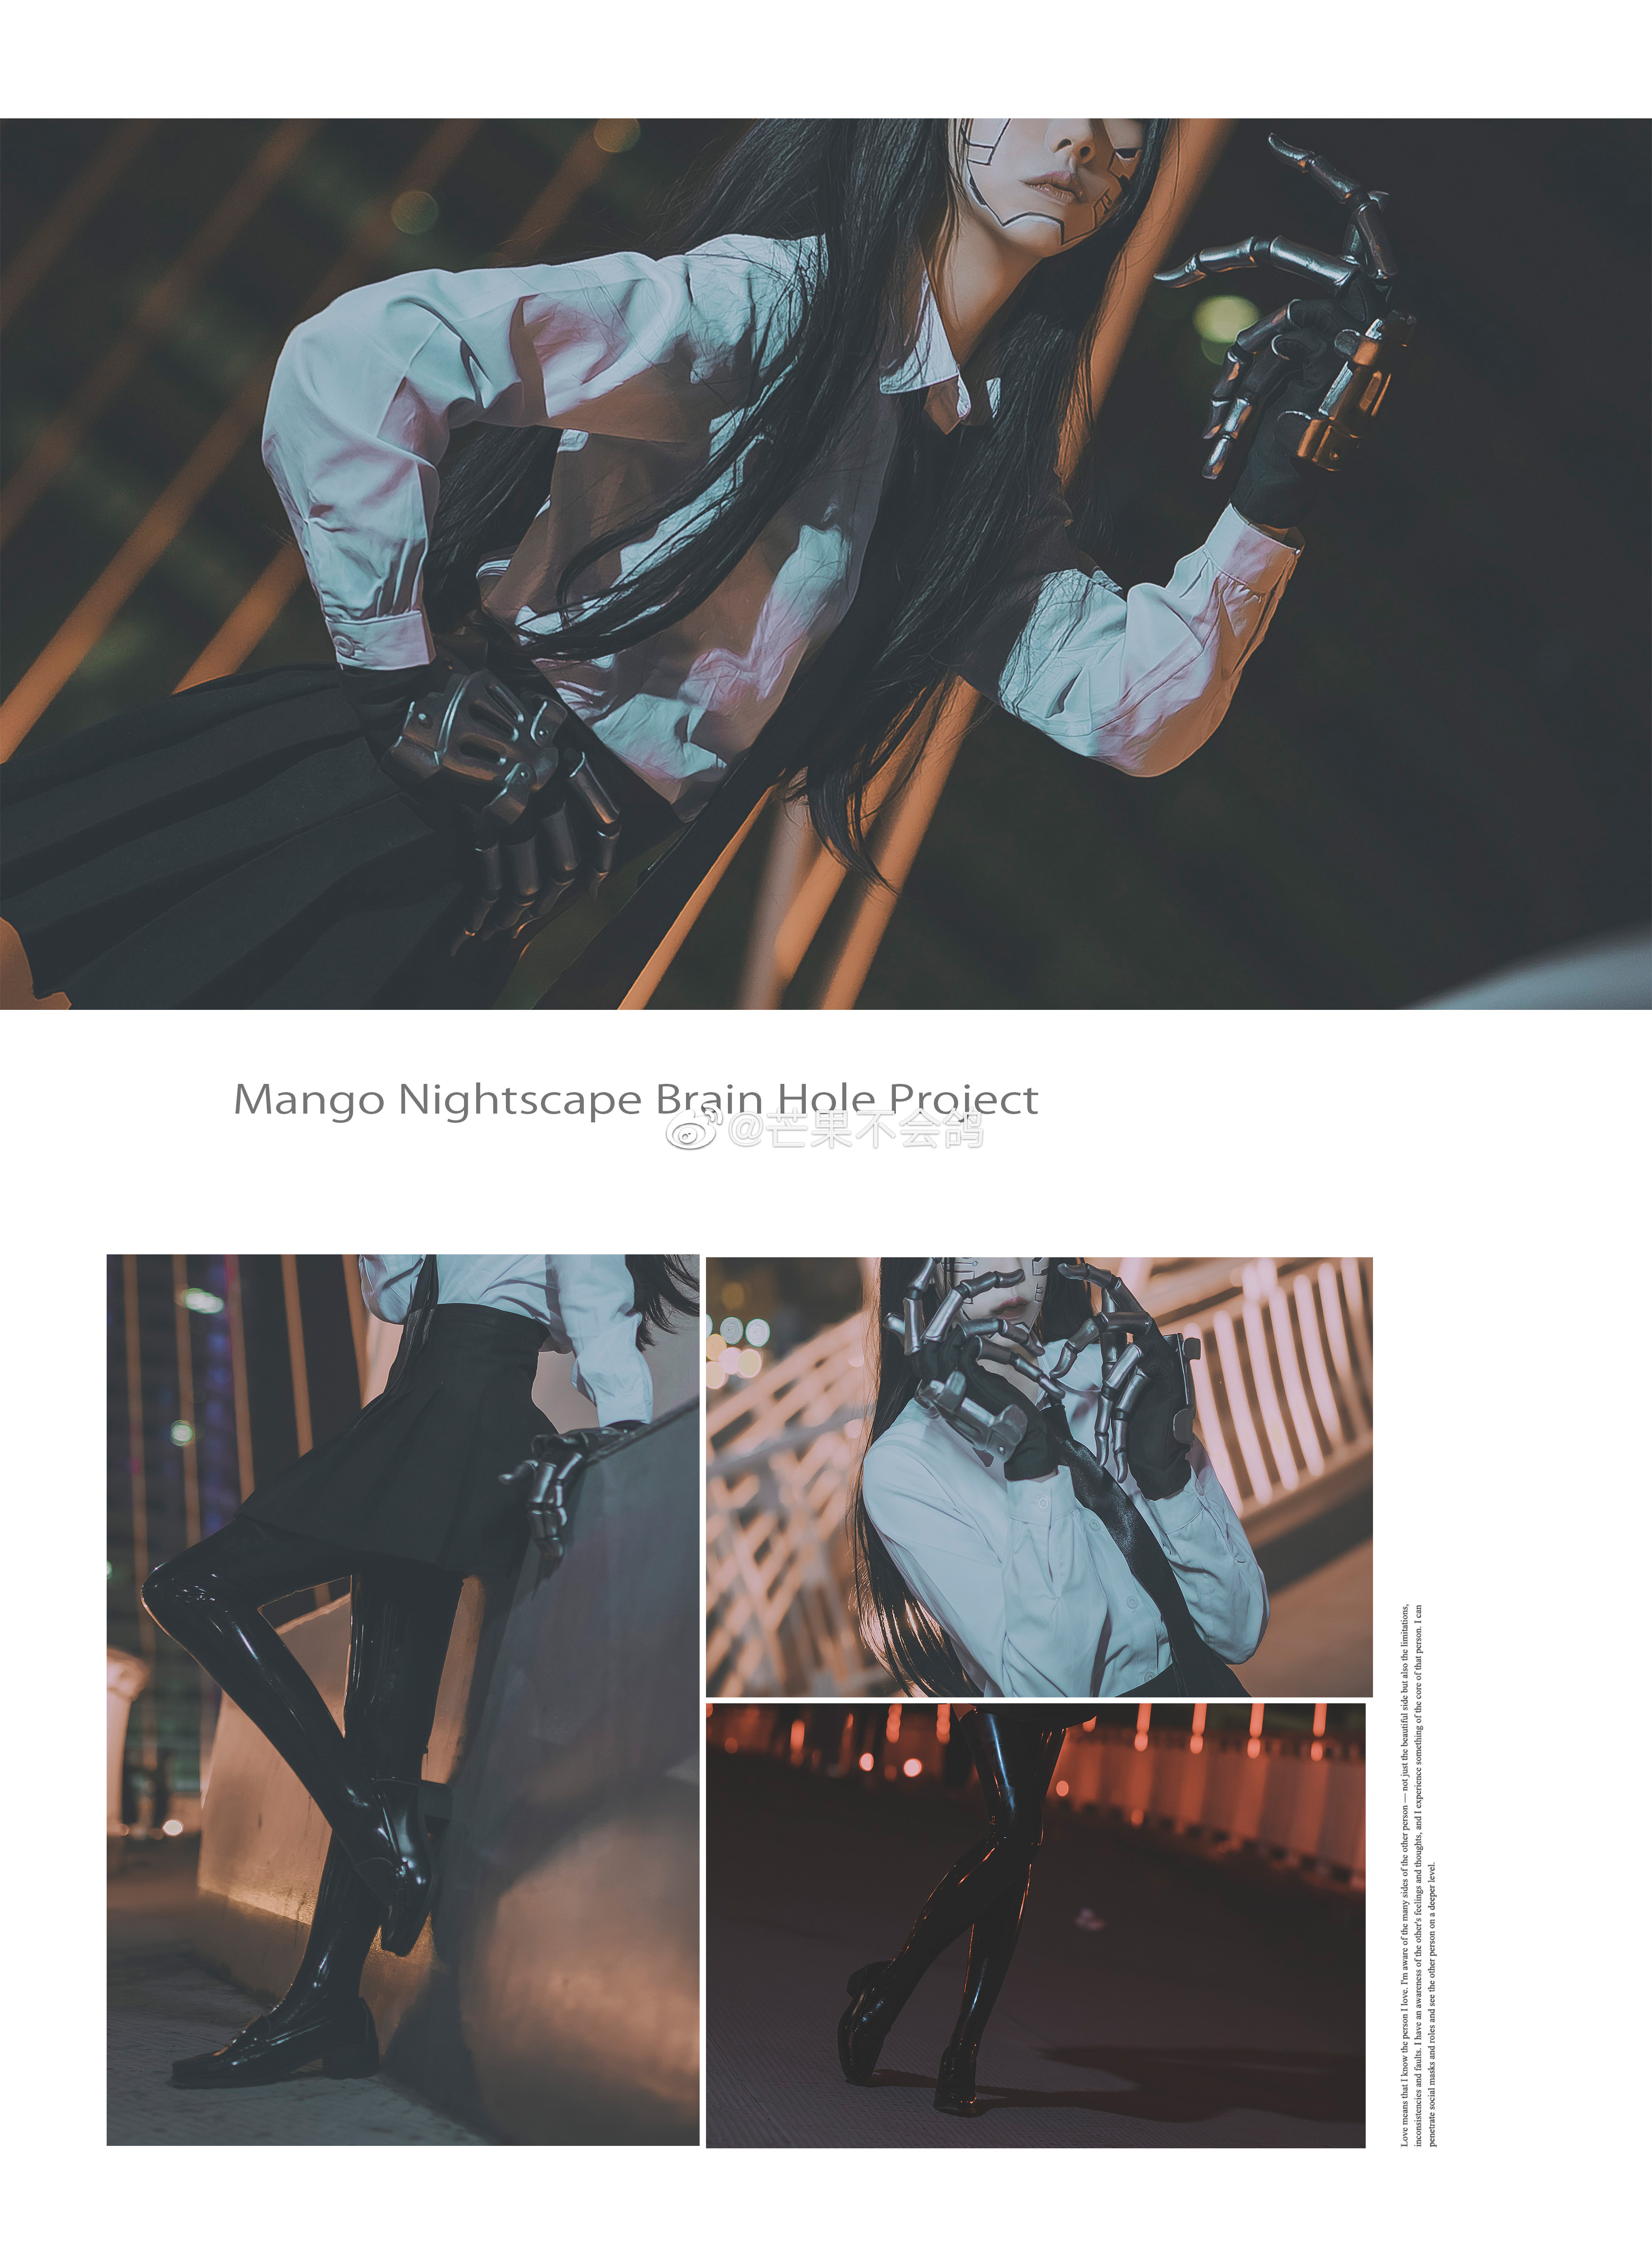 Mango Nightscape Brain Hole Project
@芒果不会鸽
Love means that I know the person I love. I'm aware of the many sides of the other person — not just the beautiful side but also the limitations,
inconsistencies and faults. I have an awareness of the other's feelings and thoughts, and I experience something of the core of that person. I can
penetrate social masks and roles and see the other person on a deeper level.